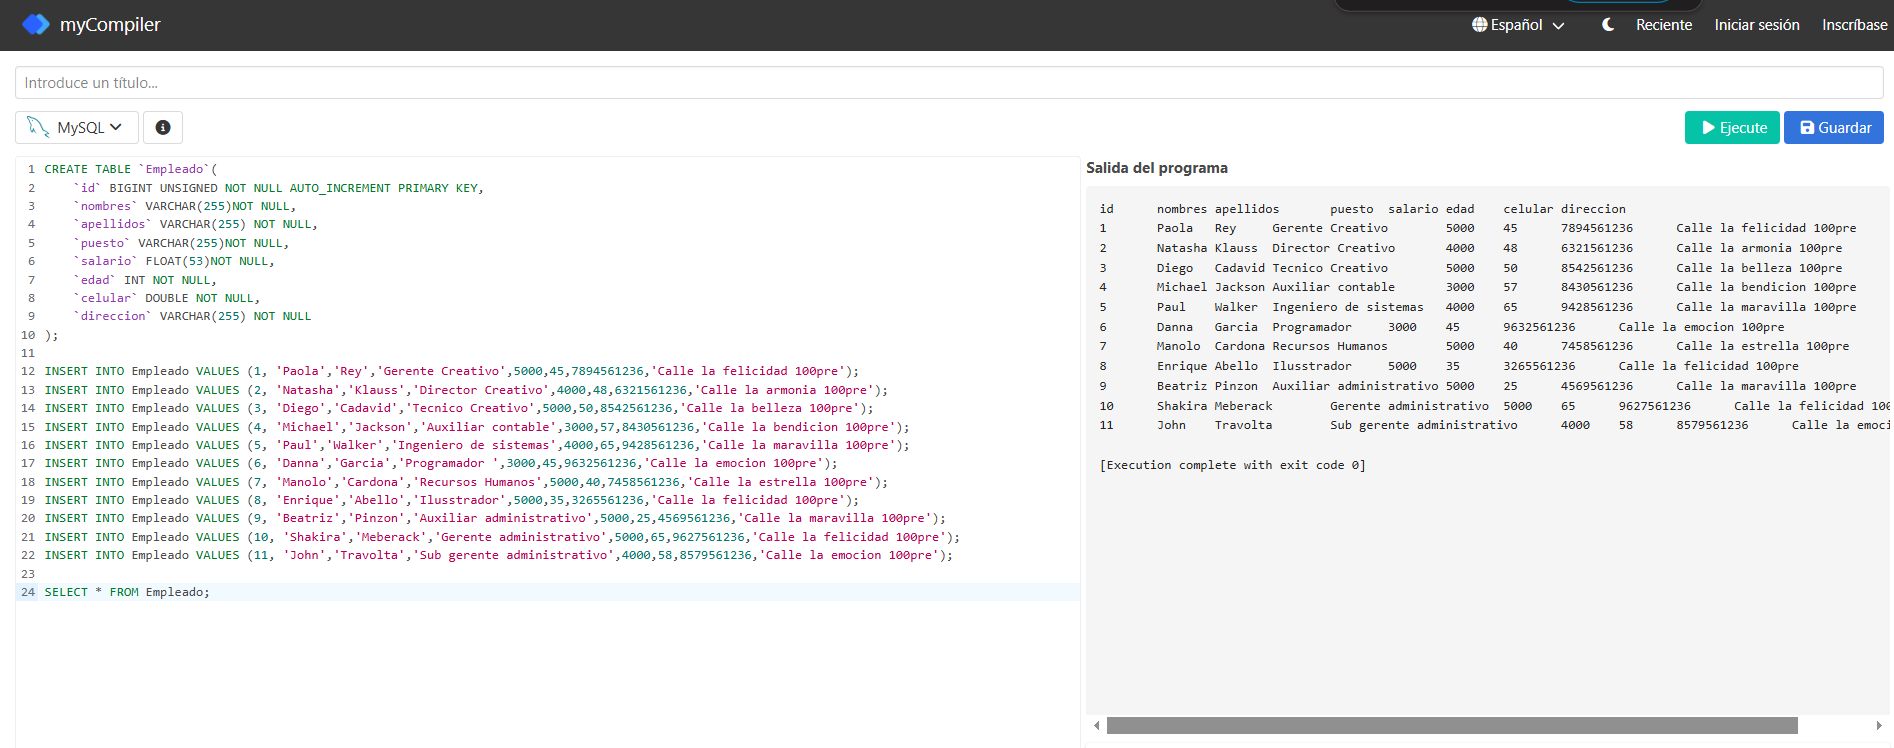 myCompiler
Español
Reciente
Iniciar sesión
Inscríbase
Introduce un título...
MySQL
Ejecute
Guardar
1 CREATE TABLE `Empleado`(
2 `id` BIGINT UNSIGNED NOT NULL AUTO_INCREMENT PRIMARY KEY,
3 `nombres` VARCHAR(255)NOT NULL,
4 `apellidos` VARCHAR(255) NOT NULL,
5 `puesto` VARCHAR(255)NOT NULL,
6 `salario` FLOAT(53)NOT NULL,
7 `edad` INT NOT NULL,
8 `celular` DOUBLE NOT NULL,
9 `direccion` VARCHAR(255) NOT NULL
10 );
11
12 INSERT INTO Empleado VALUES (1, 'Paola','Rey','Gerente Creativo',5000,45,7894561236,'Calle la felicidad 100pre');
13 INSERT INTO Empleado VALUES (2, 'Natasha','Klauss','Director Creativo',4000,48,6321561236,'Calle la armonia 100pre');
14 INSERT INTO Empleado VALUES (3, 'Diego','Cadavid','Tecnico Creativo',5000,50,8542561236,'Calle la belleza 100pre');
15 INSERT INTO Empleado VALUES (4, 'Michael','Jackson','Auxiliar contable',3000,57,8430561236,'Calle la bendicion 100pre');
16 INSERT INTO Empleado VALUES (5, 'Paul','Walker','Ingeniero de sistemas',4000,65,9428561236,'Calle la maravilla 100pre');
17 INSERT INTO Empleado VALUES (6, 'Danna','Garcia','Programador ',3000,45,9632561236,'Calle la emocion 100pre');
18 INSERT INTO Empleado VALUES (7, 'Manolo','Cardona','Recursos Humanos',5000,40,7458561236,'Calle la estrella 100pre');
19 INSERT INTO Empleado VALUES (8, 'Enrique','Abello','Ilusstrador',5000,35,3265561236,'Calle la felicidad 100pre');
20 INSERT INTO Empleado VALUES (9, 'Beatriz','Pinzon','Auxiliar administrativo',5000,25,4569561236,'Calle la maravilla 100pre');
21 INSERT INTO Empleado VALUES (10, 'Shakira','Meberack','Gerente administrativo',5000,65,9627561236,'Calle la felicidad 100pre');
22 INSERT INTO Empleado VALUES (11, 'John','Travolta','Sub gerente administrativo',4000,58,8579561236,'Calle la emocion 100pre');
23
24 SELECT * FROM Empleado;
Salida del programa
id nombres apellidos puesto salario edad celular direccion
1 Paola Rey Gerente Creativo 5000 45 7894561236 Calle la felicidad 100pre
2 Natasha Klauss Director Creativo 4000 48 6321561236 Calle la armonia 100pre
3 Diego Cadavid Tecnico Creativo 5000 50 8542561236 Calle la belleza 100pre
4 Michael Jackson Auxiliar contable 3000 57 8430561236 Calle la bendicion 100pre
5 Paul Walker Ingeniero de sistemas 4000 65 9428561236 Calle la maravilla 100pre
6 Danna Garcia Programador 3000 45 9632561236 Calle la emocion 100pre
7 Manolo Cardona Recursos Humanos 5000 40 7458561236 Calle la estrella 100pre
8 Enrique Abello Ilusstrador 5000 35 3265561236 Calle la felicidad 100pre
9 Beatriz Pinzon Auxiliar administrativo 5000 25 4569561236 Calle la maravilla 100pre
10 Shakira Meberack Gerente administrativo 5000 65 9627561236 Calle la felicidad 100
11 John Travolta Sub gerente administrativo 4000 58 8579561236 Calle la emoci
[Execution complete with exit code 0]